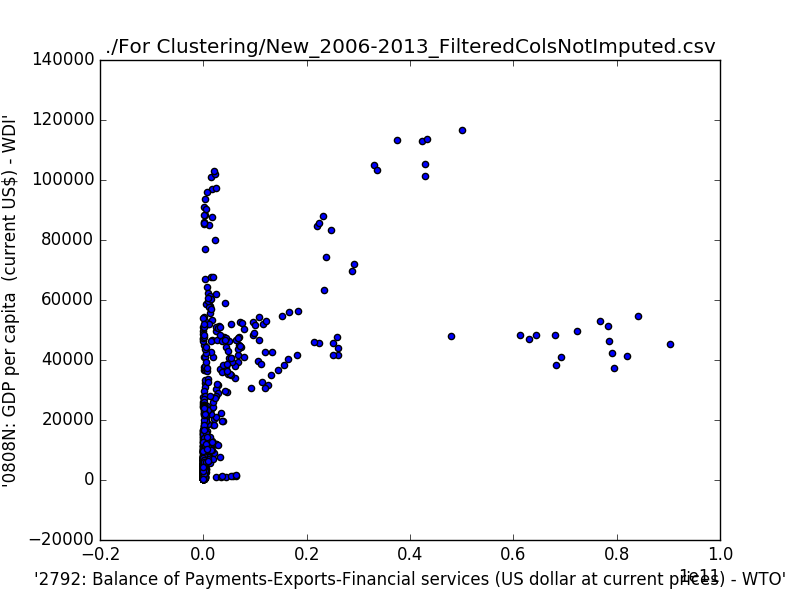 ./For Clustering/New_2006-2013_FilteredColsNotImputed.csv
140000
120000
100000
80000
60000
40000
20000
0
−20000
'0808N: GDP per capita  (current US$) - WDI'
−0.2 0.0 0.2 0.4 0.6 0.8 1.0
1e11
'2792: Balance of Payments-Exports-Financial services (US dollar at current prices) - WTO'